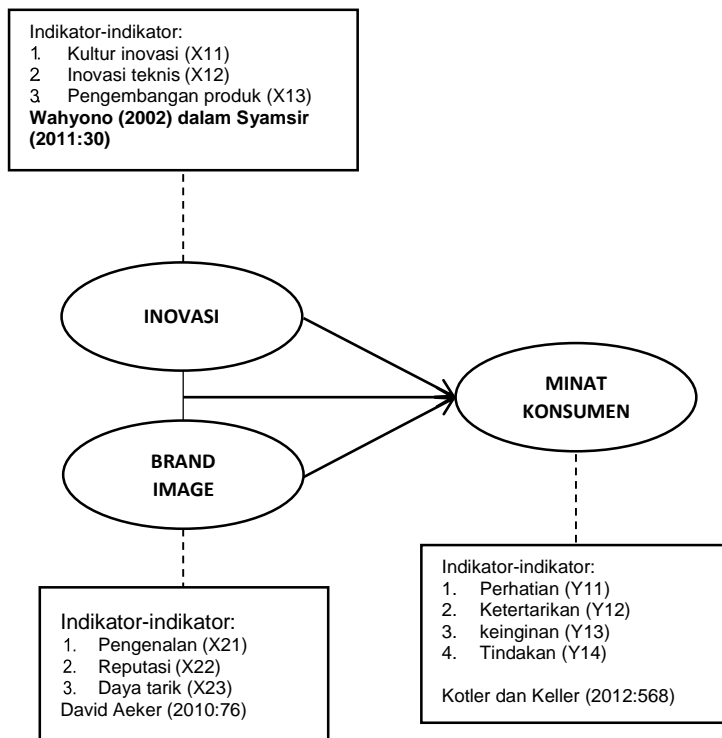 Indikator-indikator:
1. Kultur inovasi (X11)
2. Inovasi teknis (X12)
3. Pengembangan produk (X13)
Wahyono (2002) dalam Syamsir
(2011:30)
INOVASI
MINAT
KONSUMEN
BRAND
IMAGE
Indikator-indikator:
1. Pengenalan (X21)
2. Reputasi (X22)
3. Daya tarik (X23)
David Aeker (2010:76)
Indikator-indikator:
1. Perhatian (Y11)
2. Ketertarikan (Y12)
3. keinginan (Y13)
4. Tindakan (Y14)
Kotler dan Keller (2012:568)